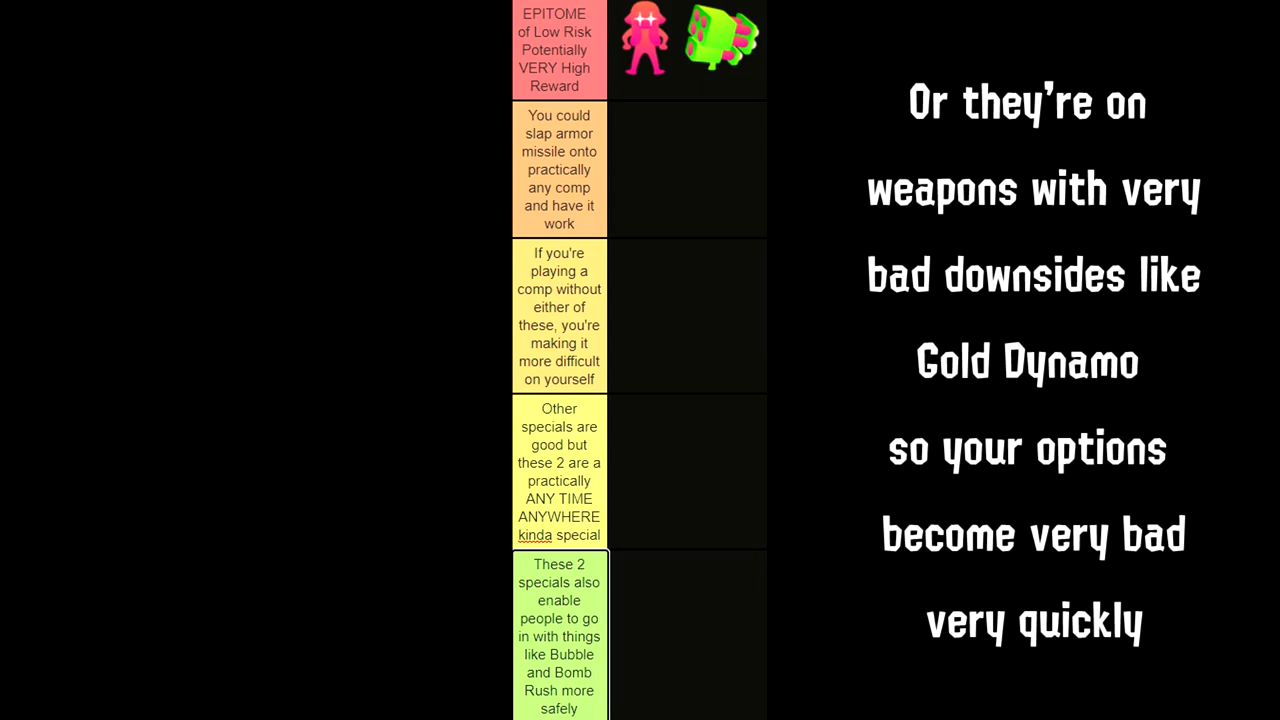 EPITOME
of Low Risk
Potentially
VERY High
Reward
You could
slap armor
missile onto
practically
any comp
and have it
work
If you're
playing a
comp without
either of
these, you're
making it
more difficult
on yourself
Other
specials are
good but
these 2 are a
practically
ANY TIME
ANYWHERE
kinda special
These 2
specials also
enable
people to go
in with things
like Bubble
and Bomb
Rush more
safely
Or they're on
weapons with very
bad downsides like
Gold Dynamo
so your options
become very bad
very quickly